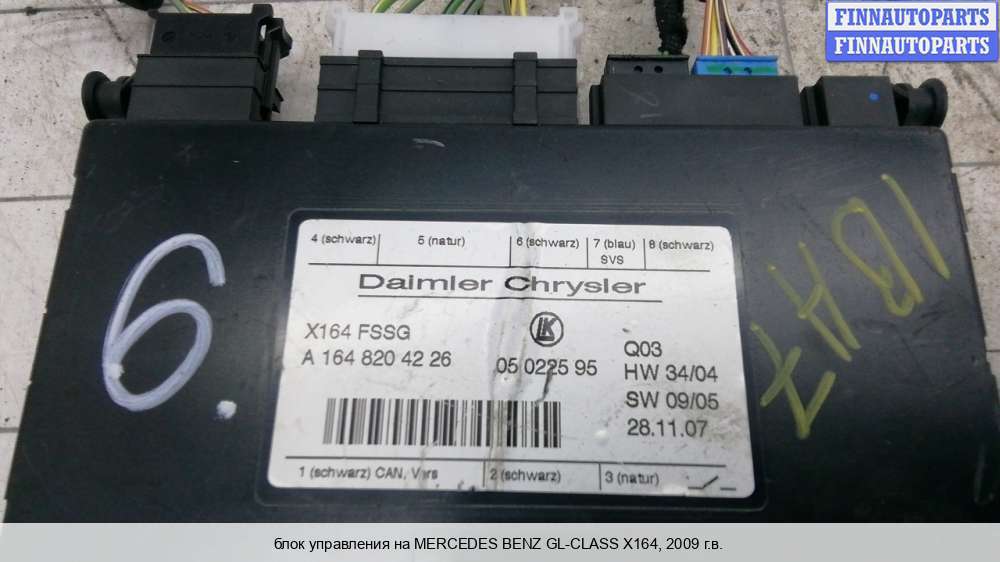 FINNAUTOPARTS
FINNAUTOPARTS
6.
1BA7
4 (schwarz) 5 (natur) 6 (schwarz) 7 (blau) 8 (schwarz)
SVS
Daimler Chrysler
X164 FSSG LK
A 164 820 42 26 05 0225 95
Q03
HW 34/04
SW 09/05
28.11.07
1 (schwarz) CAN, Vers 2 (schwarz) 3 (natur)
блок управления на MERCEDES BENZ GL-CLASS X164, 2009 г.в.